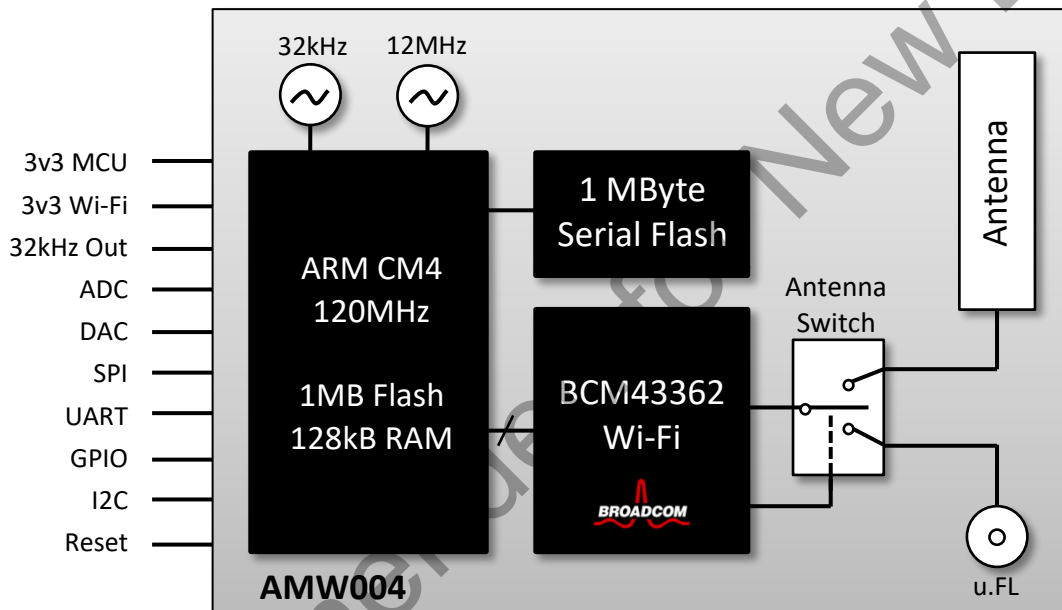 32kHz
12MHz
3v3 MCU
3v3 Wi-Fi
32kHz Out
ADC
DAC
SPI
UART
GPIO
I2C
Reset
ARM CM4
120MHz
1MB Flash
128kB RAM
1 MByte
Serial Flash
BCM43362
Wi-Fi
BROADCOM
Antenna
Switch
Antenna
u.FL
AMW004
New